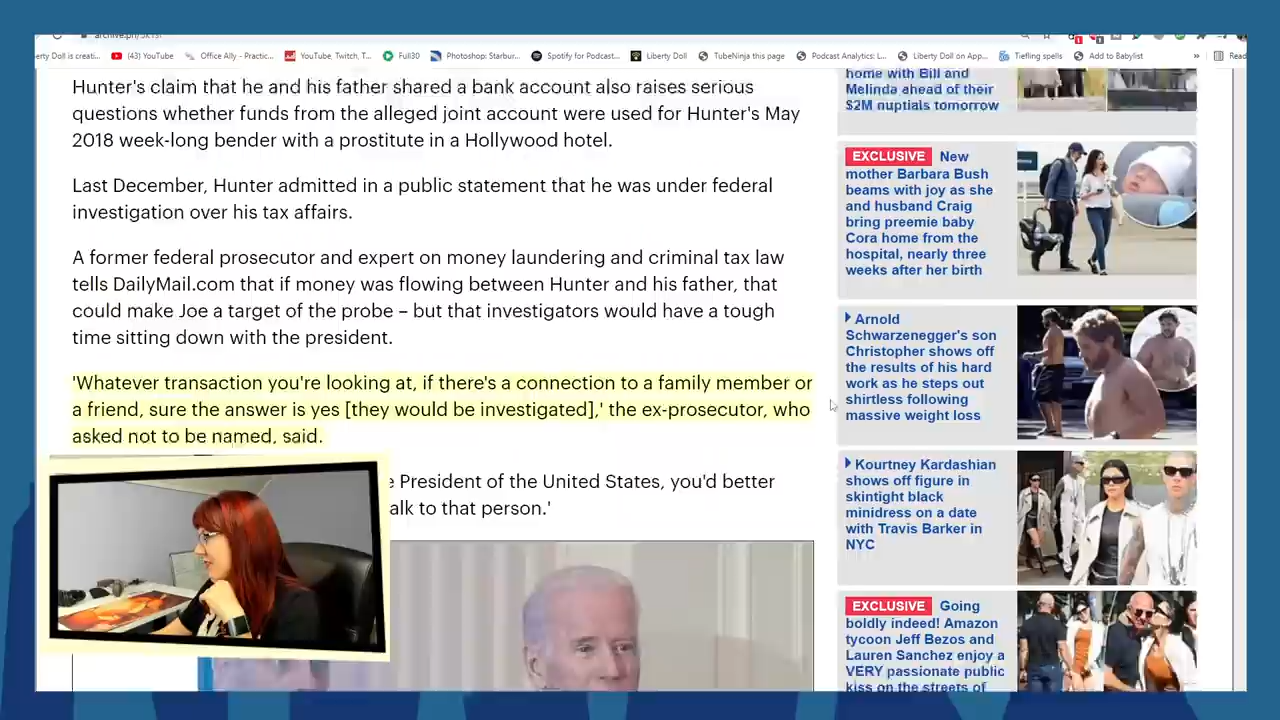 erty Doll is creati...
(43) YouTube
Office Ally – Practic...
YouTube, Twitch, T...
Full30
Photoshop: Starbur...
Spotify for Podcast...
Liberty Doll
TubeNinja this page
Podcast Analytics: L...
Liberty Doll on App...
Tiefling spells
Add to Babylist
»
Read
Hunter's claim that he and his father shared a bank account also raises serious
questions whether funds from the alleged joint account were used for Hunter's May
2018 week-long bender with a prostitute in a Hollywood hotel.
Last December, Hunter admitted in a public statement that he was under federal
investigation over his tax affairs.
A former federal prosecutor and expert on money laundering and criminal tax law
tells DailyMail.com that if money was flowing between Hunter and his father, that
could make Joe a target of the probe – but that investigators would have a tough
time sitting down with the president.
'Whatever transaction you're looking at, if there's a connection to a family member or
a friend, sure the answer is yes [they would be investigated],' the ex-prosecutor, who
asked not to be named, said.
President of the United States, you'd better
alk to that person.'
home with Bill and
Melinda ahead of their
$2M nuptials tomorrow
EXCLUSIVE New
mother Barbara Bush
beams with joy as she
and husband Craig
bring preemie baby
Cora home from the
hospital, nearly three
weeks after her birth
Arnold
Schwarzenegger's son
Christopher shows off
the results of his hard
work as he steps out
shirtless following
massive weight loss
Kourtney Kardashian
shows off figure in
skintight black
minidress on a date
with Travis Barker in
NYC
EXCLUSIVE Going
boldly indeed! Amazon
tycoon Jeff Bezos and
Lauren Sanchez enjoy a
VERY passionate public
kiss on the streets of